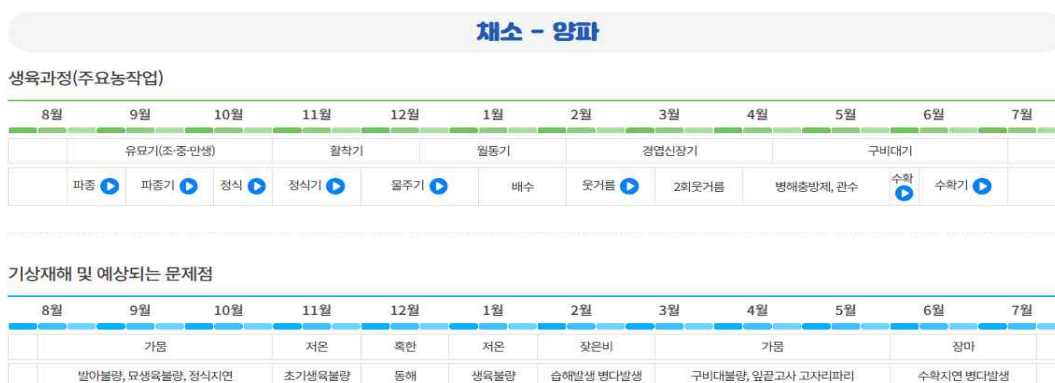 채소 - 양파
생육과정(주요농작업)
8월 9월 10월 11월 12월 1월 2월 3월 4월 5월 6월 7월
유묘기(조·중·만생) 활착기 월동기 경엽신장기 구비대기
파종 파종기 정식 정식기 물주기 배수 웃거름 2회웃거름 병해충방제, 관수 수확 수확기
기상재해 및 예상되는 문제점
8월 9월 10월 11월 12월 1월 2월 3월 4월 5월 6월 7월
가뭄 저온 혹한 저온 잦은비 가뭄 장마
발아불량, 묘생육불량, 정식지연 초기생육불량 동해 생육불량 습해발생 병다발생 구비대불량, 잎끝고사 고자리파리 수확지연 병다발생